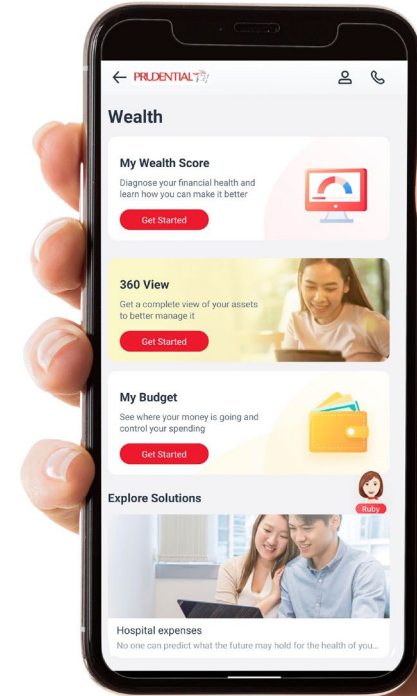 PRUDENTIAL
Wealth
My Wealth Score
Diagnose your financial health and
learn how you can make it better
Get Started
360 View
Get a complete view of your assets
to better manage it
Get Started
My Budget
See where your money is going and
control your spending
Get Started
Explore Solutions
Ruby
Hospital expenses
No one can predict what the future may hold for the health of you...